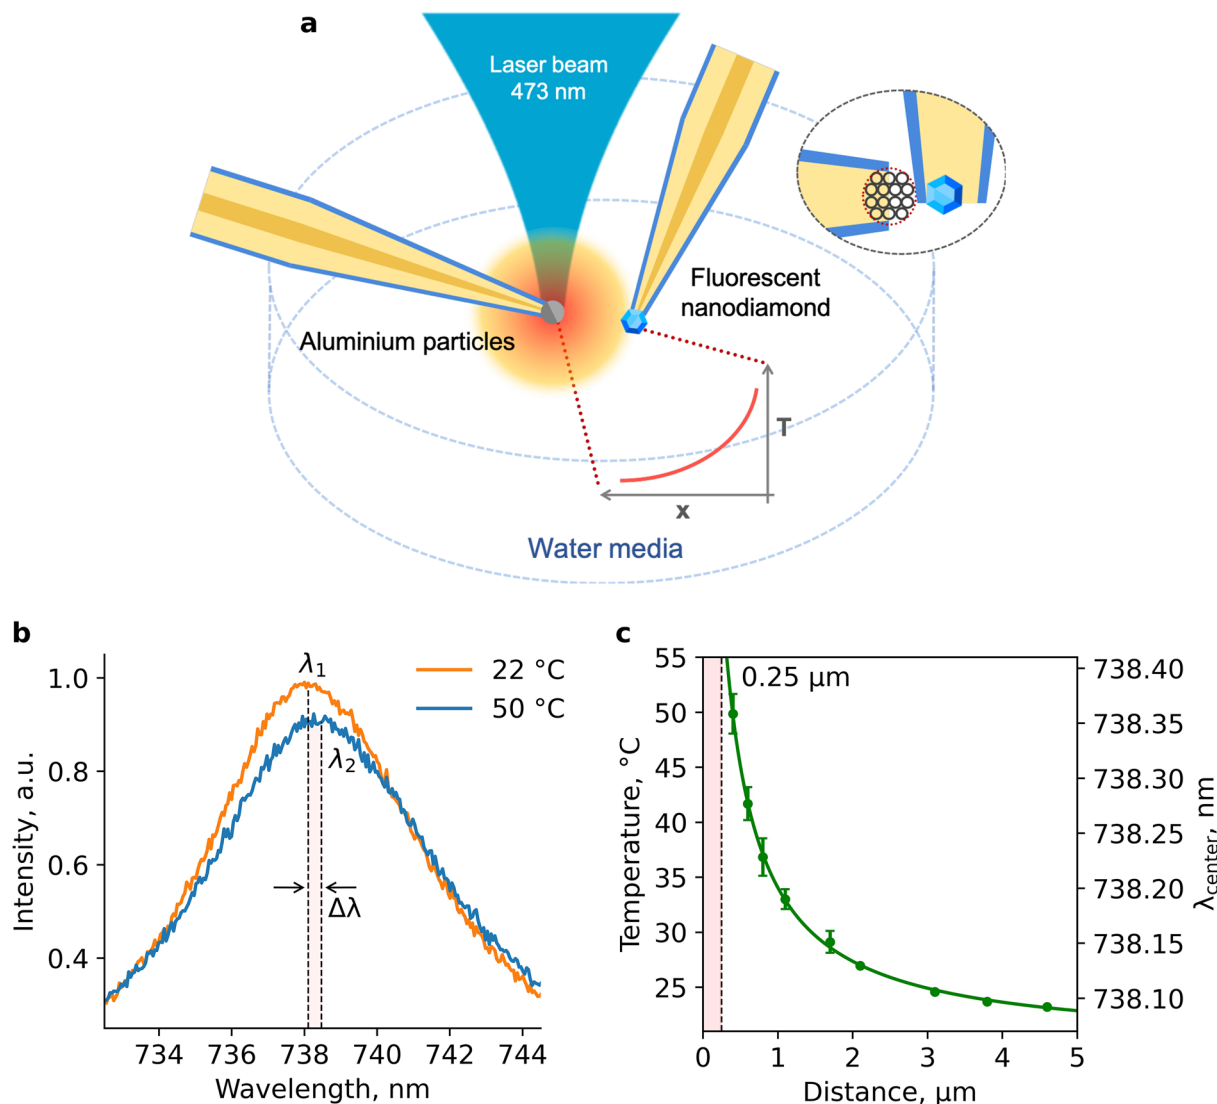 a
Laser beam
473 nm
Fluorescent
nanodiamond
Aluminium particles
T
x
Water media
b
λ1
22 °C
50 °C
λ2
Δλ
1.0
0.8
0.6
0.4
Intensity, a.u.
734
736
738
740
742
744
Wavelength, nm
c
0.25 μm
55
50
45
40
35
30
25
Temperature, °C
738.40
738.35
738.30
738.25
738.20
738.15
738.10
λcenter, nm
0
1
2
3
4
5
Distance, μm